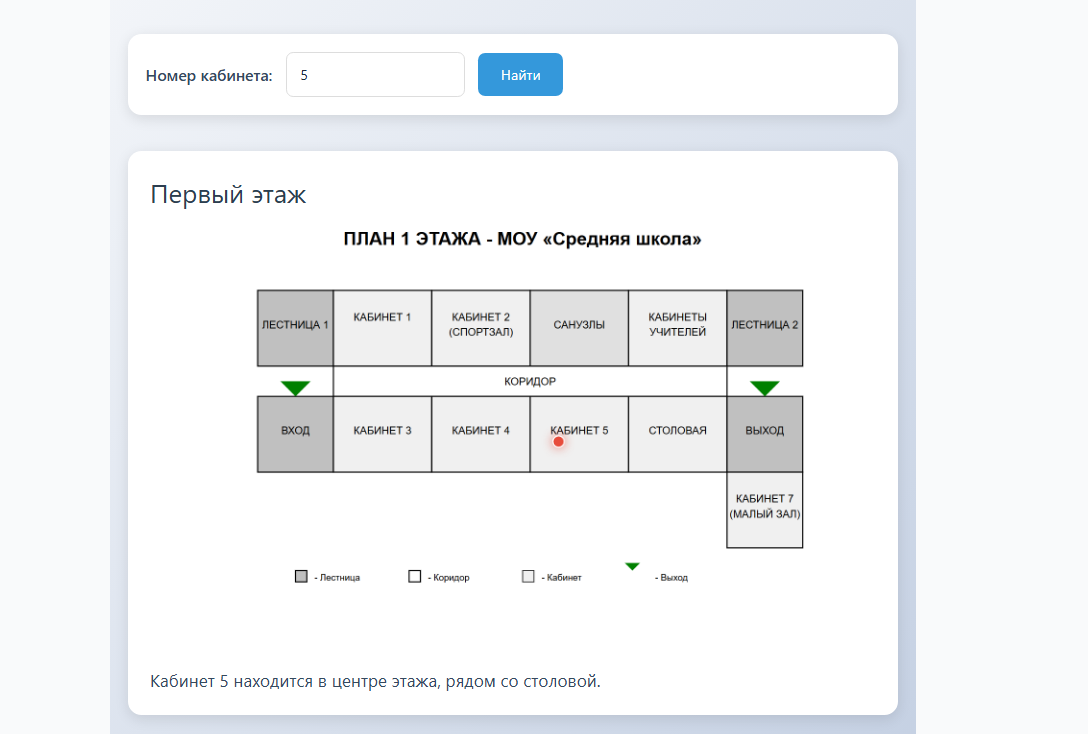 Номер кабинета: 5 Найти
Первый этаж
ПЛАН 1 ЭТАЖА - МОУ «Средняя школа»
ЛЕСТНИЦА 1
КАБИНЕТ 1
КАБИНЕТ 2
(СПОРТЗАЛ)
САНУЗЛЫ
КАБИНЕТЫ
УЧИТЕЛЕЙ
ЛЕСТНИЦА 2
КОРИДОР
ВХОД
КАБИНЕТ 3
КАБИНЕТ 4
КАБИНЕТ 5
СТОЛОВАЯ
ВЫХОД
КАБИНЕТ 7
(МАЛЫЙ ЗАЛ)
- Лестница
- Коридор
- Кабинет
- Выход
Кабинет 5 находится в центре этажа, рядом со столовой.